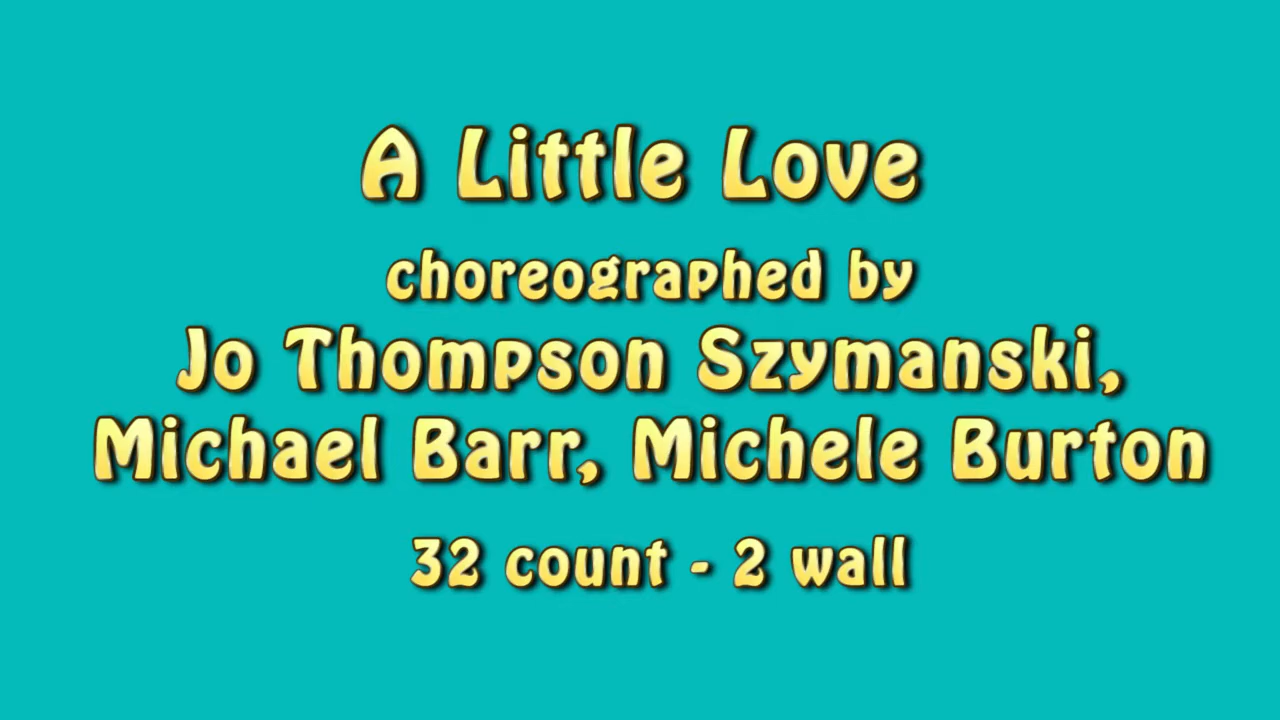 A Little Love
choreographed by
Jo Thompson Szymanski,
Michael Barr, Michele Burton
32 count - 2 wall